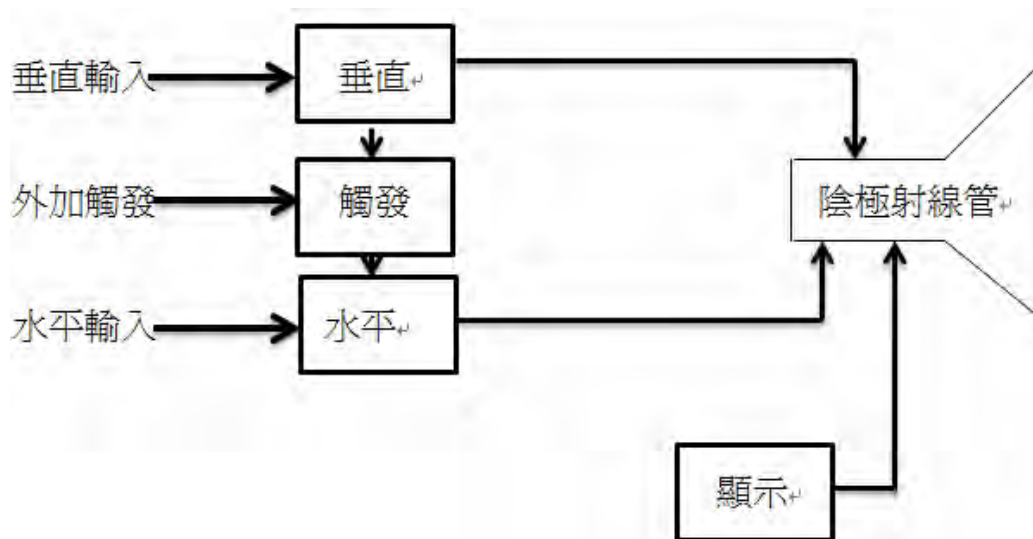 垂直輸入
垂直
外加觸發
觸發
陰極射線管
水平輸入
水平
顯示